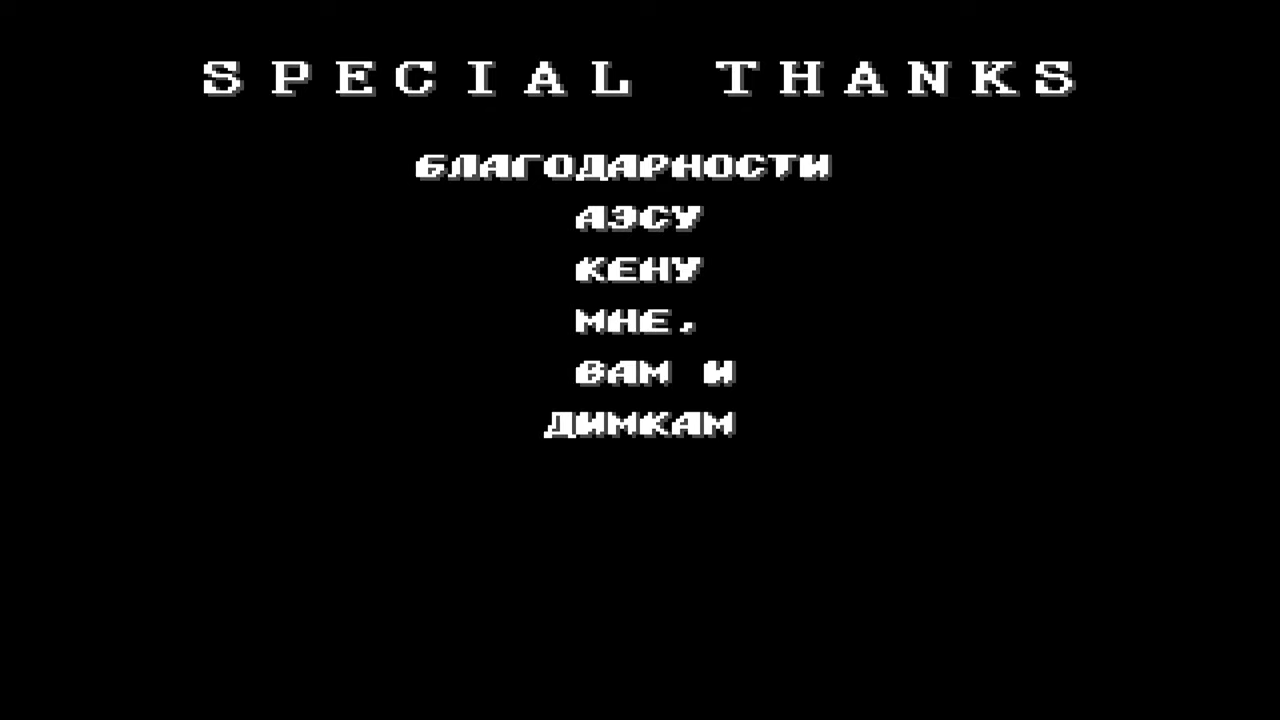 SPECIAL THANKS
БЛАГОДАРНОСТИ
АЭСУ
КЕНУ
МНЕ,
ВАМ И
ДИМКАМ